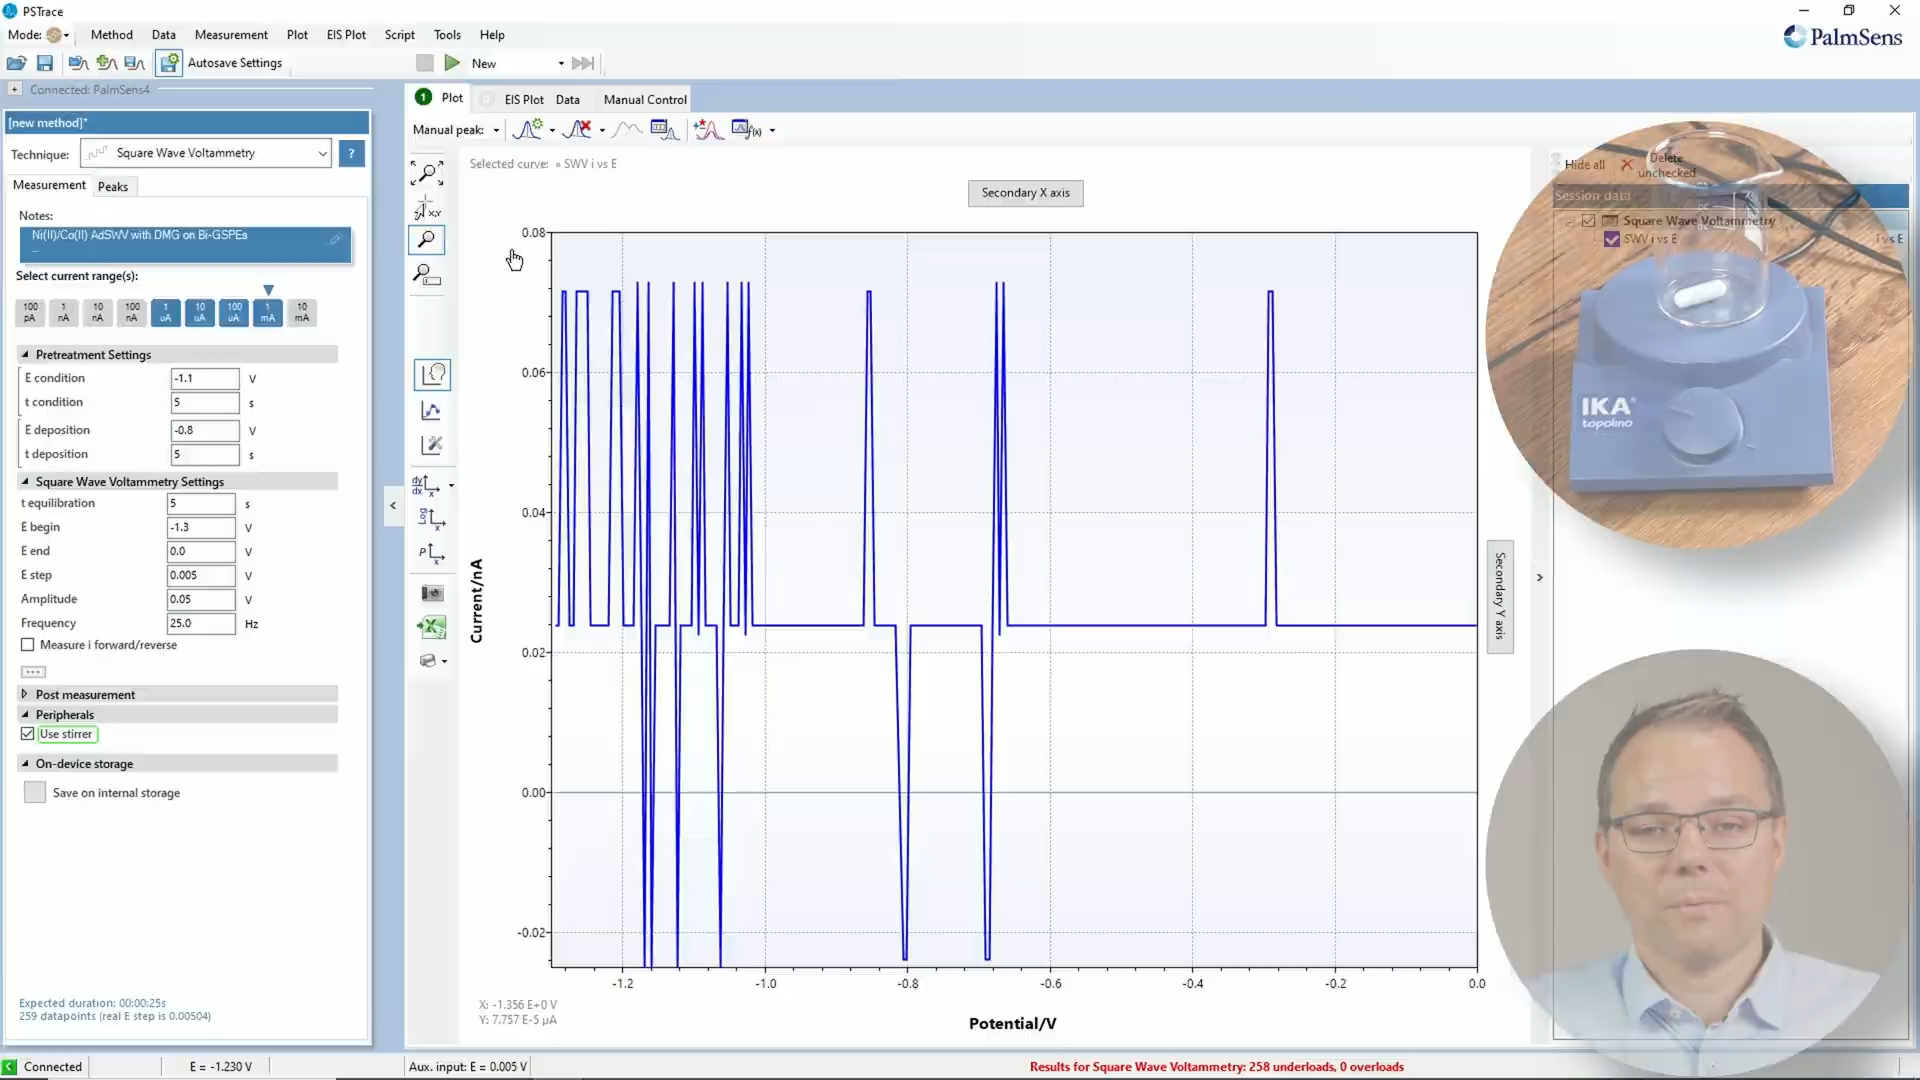 PSTrace
Mode: Method Data Measurement Plot EIS Plot Script Tools Help
PalmSens
Autosave Settings New
Connected: PalmSens4
[new method]*
Technique: Square Wave Voltammetry ?
Measurement Peaks
Notes:
Ni(II)/Co(II) AdSWV with DMG on Bi-GSPEs
...
Select current range(s):
100 pA 1 nA 10 nA 100 nA 1 uA 10 uA 100 uA 1 mA 10 mA
Pretreatment Settings
E condition -1.1 V
t condition 5 s
E deposition -0.8 V
t deposition 5 s
Square Wave Voltammetry Settings
t equilibration 5 s
E begin -1.3 V
E end 0.0 V
E step 0.005 V
Amplitude 0.05 V
Frequency 25.0 Hz
Measure i forward/reverse
Post measurement
Peripherals
Use stirrer
On-device storage
Save on internal storage
Expected duration: 00:00:25s
259 datapoints (real E step is 0.00504)
1 Plot EIS Plot Data Manual Control
Manual peak:
Selected curve: » SWV i vs E
Secondary X axis
0.08
0.06
0.04
0.02
0.00
-0.02
Current/nA
-1.2 -1.0 -0.8 -0.6 -0.4 -0.2 0.0
Potential/V
X: -1.356 E+0 V
Y: 7.757E-5 µA
Secondary Y axis
Hide all Delete unchecked
Session data
Square Wave Voltammetry
SWV i vs E i vs E
IKA
topolino
Connected E = -1.230 V Aux. input: E = 0.005 V Results for Square Wave Voltammetry: 258 underloads, 0 overloads